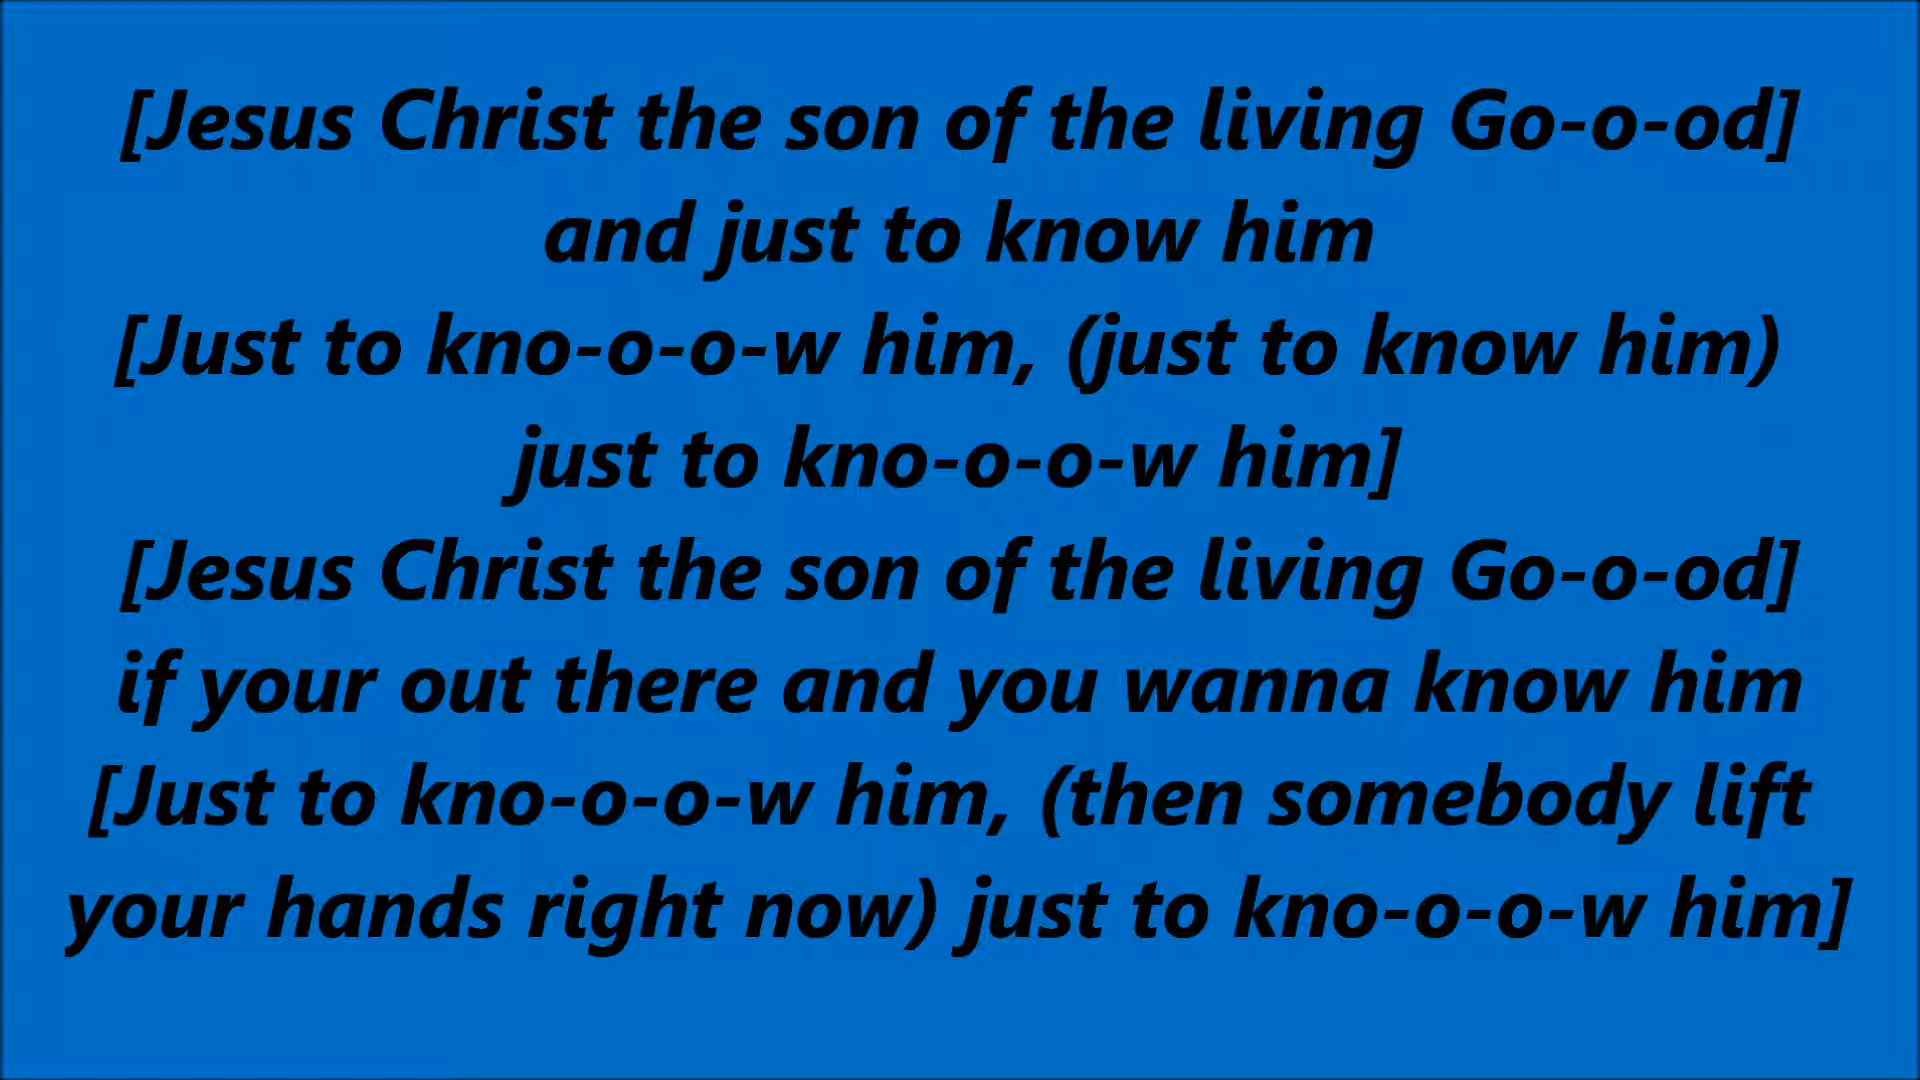 [Jesus Christ the son of the living Go-o-od]
and just to know him
[Just to kno-o-o-w him, (just to know him)
just to kno-o-o-w him]
[Jesus Christ the son of the living Go-o-od]
if your out there and you wanna know him
[Just to kno-o-o-w him, (then somebody lift
your hands right now) just to kno-o-o-w him]